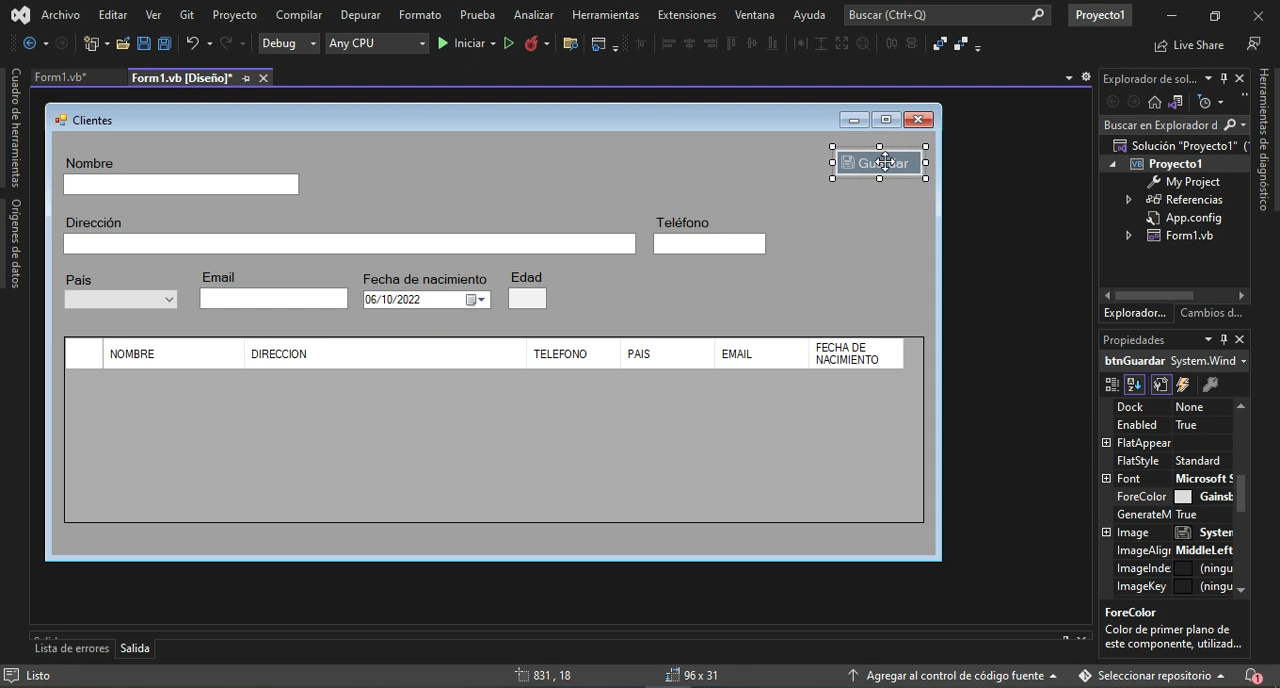 Archivo Editar Ver Git Proyecto Compilar Depurar Formato Prueba Analizar Herramientas Extensiones Ventana Ayuda Buscar (Ctrl+Q) Proyecto1
Debug Any CPU Iniciar Live Share
Cuadro de herramientas
Orígenes de datos
Form1.vb* Form1.vb [Diseño]*
Clientes
Nombre
Guardar
Dirección Teléfono
País Email Fecha de nacimiento Edad
06/10/2022
NOMBRE DIRECCION TELEFONO PAIS EMAIL FECHA DE NACIMIENTO
Explorador de sol...
Buscar en Explorador d
Solución "Proyecto1" (
VB Proyecto1
My Project
Referencias
App.config
Form1.vb
Explorador... Cambios d...
Herramientas de diagnóstico
Propiedades
btnGuardar System.Wind
Dock None
Enabled True
FlatAppear
FlatStyle Standard
Font Microsoft S
ForeColor Gainsb
GenerateM True
Image System
ImageAlign MiddleLeft
ImageInde (ningu
ImageKey (ningu
ForeColor
Color de primer plano de
este componente, utilizad...
Lista de errores Salida
Listo 831, 18 96 x 31 Agregar al control de código fuente Seleccionar repositorio 1